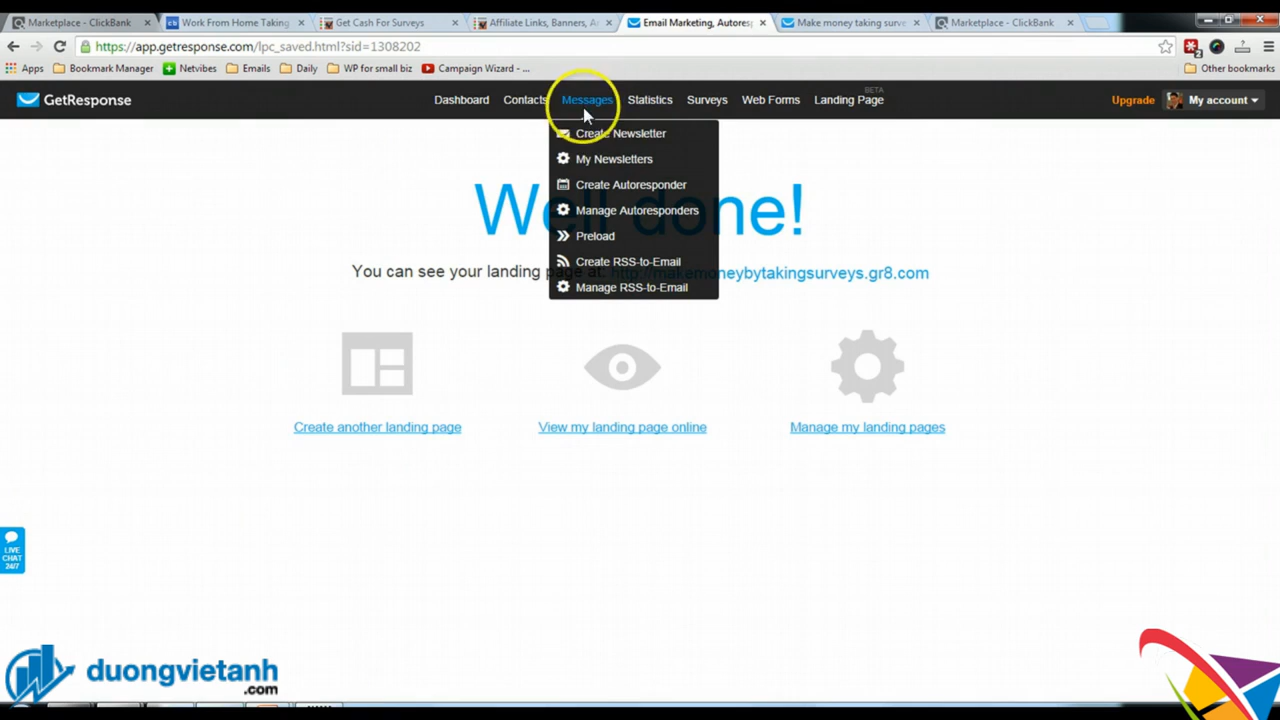 Marketplace - ClickBank
Work From Home Taking
Get Cash For Surveys
Affiliate Links, Banners, A
Email Marketing, Autores
Make money taking surve
Marketplace - ClickBank
https://app.getresponse.com/lpc_saved.html?sid=1308202
Apps
Bookmark Manager
Netvibes
Emails
Daily
WP for small biz
Campaign Wizard - ...
Other bookmarks
GetResponse
Dashboard
Contacts
Messages
Statistics
Surveys
Web Forms
BETA
Landing Page
Upgrade
My account
Create Newsletter
My Newsletters
Create Autoresponder
Manage Autoresponders
Preload
Create RSS-to-Email
Manage RSS-to-Email
Well done!
You can see your landing page at: http://makemoneybytakingsurveys.gr8.com
Create another landing page
View my landing page online
Manage my landing pages
LIVE
CHAT
24/7
duongvietanh
.com